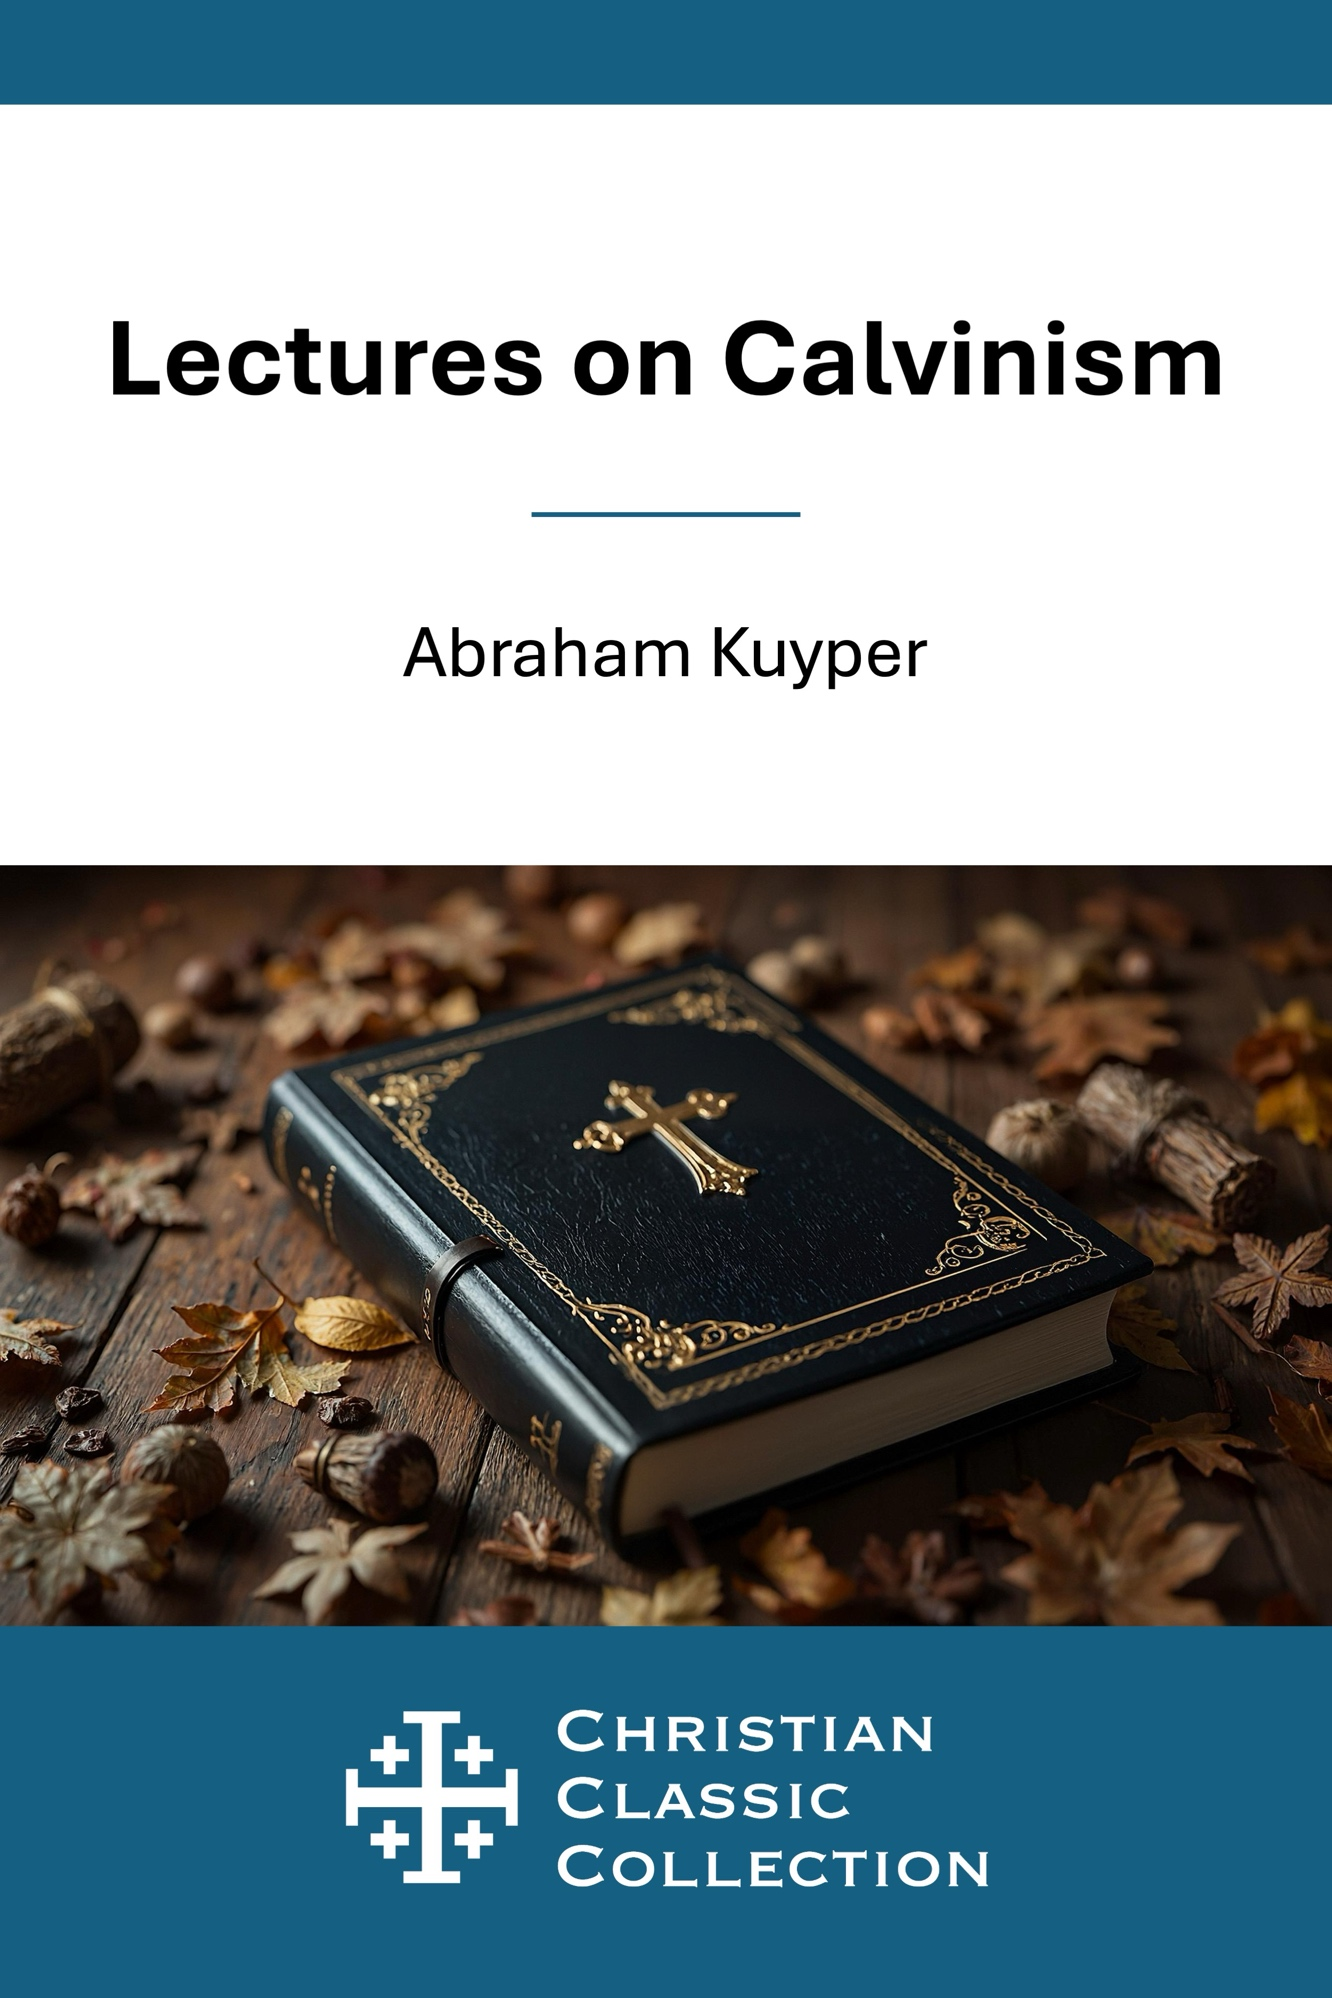 Lectures on Calvinism
Abraham Kuyper
CHRISTIAN
CLASSIC
COLLECTION